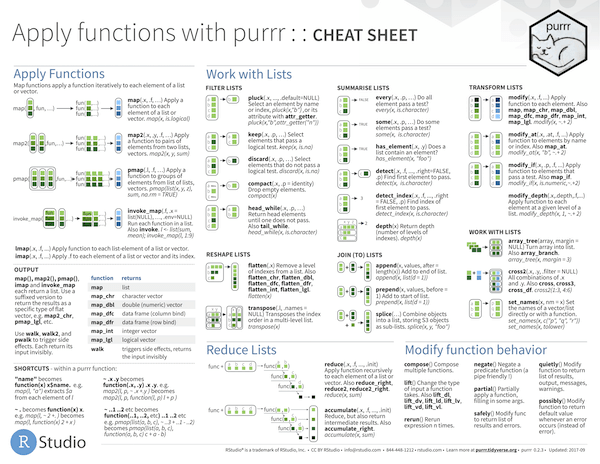 Apply functions with purrr : : CHEAT SHEET
purrr
Apply Functions
Map functions apply a function iteratively to each element of a list
or vector.
map(.x, .f, …) Apply a
function to each
element of a list or
vector. map(x, is.logical)
map2(.x, .y, .f, …) Apply
a function to pairs of
elements from two lists,
vectors. map2(x, y, sum)
pmap(.l, .f, …) Apply a
function to groups of
elements from list of lists,
vectors. pmap(list(x, y, z),
sum, na.rm = TRUE)
invoke_map(.f, .x =
list(NULL), …, .env=NULL)
Run each function in a list.
Also invoke. l <- list(sum,
mean); invoke_map(l, 1:9)
lmap(.x, .f, ...) Apply function to each list-element of a list or vector.
imap(.x, .f, ...) Apply .f to each element of a list or vector and its index.
OUTPUT
map(), map2(), pmap(),
imap and invoke_map
each return a list. Use a
suffixed version to
return the results as a
specific type of flat
vector, e.g. map2_chr,
pmap_lgl, etc.
Use walk, walk2, and
pwalk to trigger side
effects. Each return its
input invisibly.
function returns
map list
map_chr character vector
map_dbl double (numeric) vector
map_dfc data frame (column bind)
map_dfr data frame (row bind)
map_int integer vector
map_lgl logical vector
walk triggers side effects, returns
the input invisibly
SHORTCUTS - within a purrr function:
"name" becomes
function(x) x$name. e.g.
map(l, "a") extracts $a
from each element of l
~ . becomes function(x) x.
e.g. map(l, ~ 2 + .) becomes
map(l, function(x) 2 + x)
~ .x .y becomes
function(.x, .y) .x .y. e.g.
map2(l, p, ~ .x + .y ) becomes
map2(l, p, function(l, p) l + p )
~ ..1 ..2 etc becomes
function(..1, ..2, etc) ..1 ..2 etc
e.g. pmap(list(a, b, c), ~ ..3 + ..1 - ..2)
becomes pmap(list(a, b, c),
function(a, b, c) c + a - b)
Work with Lists
FILTER LISTS
pluck(.x, ..., .default=NULL)
Select an element by name
or index, pluck(x,"b") ,or its
attribute with attr_getter.
pluck(x,"b",attr_getter("n"))
keep(.x, .p, …) Select
elements that pass a
logical test. keep(x, is.na)
discard(.x, .p, …) Select
elements that do not pass a
logical test. discard(x, is.na)
compact(.x, .p = identity)
Drop empty elements.
compact(x)
head_while(.x, .p, …)
Return head elements
until one does not pass.
Also tail_while.
head_while(x, is.character)
SUMMARISE LISTS
every(.x, .p, …) Do all
elements pass a test?
every(x, is.character)
some(.x, .p, …) Do some
elements pass a test?
some(x, is.character)
has_element(.x, .y) Does a
list contain an element?
has_element(x, "foo")
detect(.x, .f, ..., .right=FALSE,
.p) Find first element to pass.
detect(x, is.character)
detect_index(.x, .f, ..., .right
= FALSE, .p) Find index of
first element to pass.
detect_index(x, is.character)
depth(x) Return depth
(number of levels of
indexes). depth(x)
TRANSFORM LISTS
modify(.x, .f, ...) Apply
function to each element. Also
map, map_chr, map_dbl,
map_dfc, map_dfr, map_int,
map_lgl. modify(x, ~.+ 2)
modify_at(.x, .at, .f, ...) Apply
function to elements by name
or index. Also map_at.
modify_at(x, "b", ~.+ 2)
modify_if(.x, .p, .f, ...) Apply
function to elements that
pass a test. Also map_if.
modify_if(x, is.numeric,~.+2)
modify_depth(.x,.depth,.f,...)
Apply function to each
element at a given level of a
list. modify_depth(x, 1, ~.+ 2)
RESHAPE LISTS
flatten(.x) Remove a level
of indexes from a list. Also
flatten_chr, flatten_dbl,
flatten_dfc, flatten_dfr,
flatten_int, flatten_lgl.
flatten(x)
transpose(.l, .names =
NULL) Transposes the index
order in a multi-level list.
transpose(x)
JOIN (TO) LISTS
append(x, values, after =
length(x)) Add to end of list.
append(x, list(d = 1))
prepend(x, values, before =
1) Add to start of list.
prepend(x, list(d = 1))
splice(…) Combine objects
into a list, storing S3 objects
as sub-lists. splice(x, y, "foo")
WORK WITH LISTS
array_tree(array, margin =
NULL) Turn array into list.
Also array_branch.
array_tree(x, margin = 3)
cross2(.x, .y, .filter = NULL)
All combinations of .x
and .y. Also cross, cross3,
cross_df. cross2(1:3, 4:6)
set_names(x, nm = x) Set
the names of a vector/list
directly or with a function.
set_names(x, c("p", "q", "r"))
set_names(x, tolower)
Reduce Lists
reduce(.x, .f, ..., .init)
Apply function recursively
to each element of a list or
vector. Also reduce_right,
reduce2, reduce2_right.
reduce(x, sum)
accumulate(.x, .f, ..., .init)
Reduce, but also return
intermediate results. Also
accumulate_right.
accumulate(x, sum)
Modify function behavior
compose() Compose
multiple functions.
lift() Change the type of
input a function takes. Also
lift_dl, lift_dv, lift_ld, lift_lv,
lift_vd, lift_vl.
rerun() Rerun expression
n times.
negate() Negate a
predicate function (a
pipe friendly !)
partial() Partially
apply a function,
filling in some args.
safely() Modify func
to return list of
results and errors.
quietly() Modify
function to return list
of results, output,
messages, warnings.
possibly() Modify
function to return default
value whenever an error
occurs (instead of
error).
R Studio
RStudio® is a trademark of RStudio, Inc. • CC BY RStudio • info@rstudio.com • 844-448-1212 • rstudio.com • Learn more at purrr.tidyverse.org • purrr 0.2.3 • Updated: 2017-09